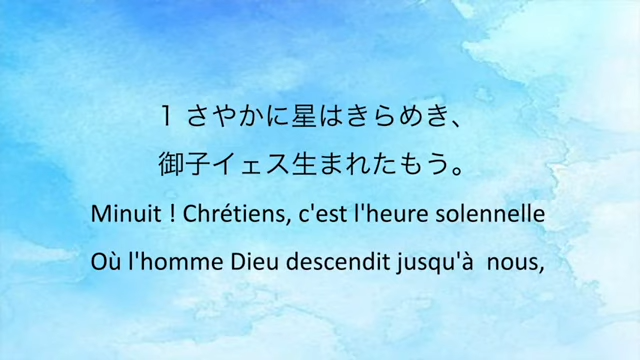 1 さやかに星はきらめき、
御子イェス生まれたもう。
Minuit ! Chrétiens, c'est l'heure solennelle
Où l'homme Dieu descendit jusqu'à  nous,